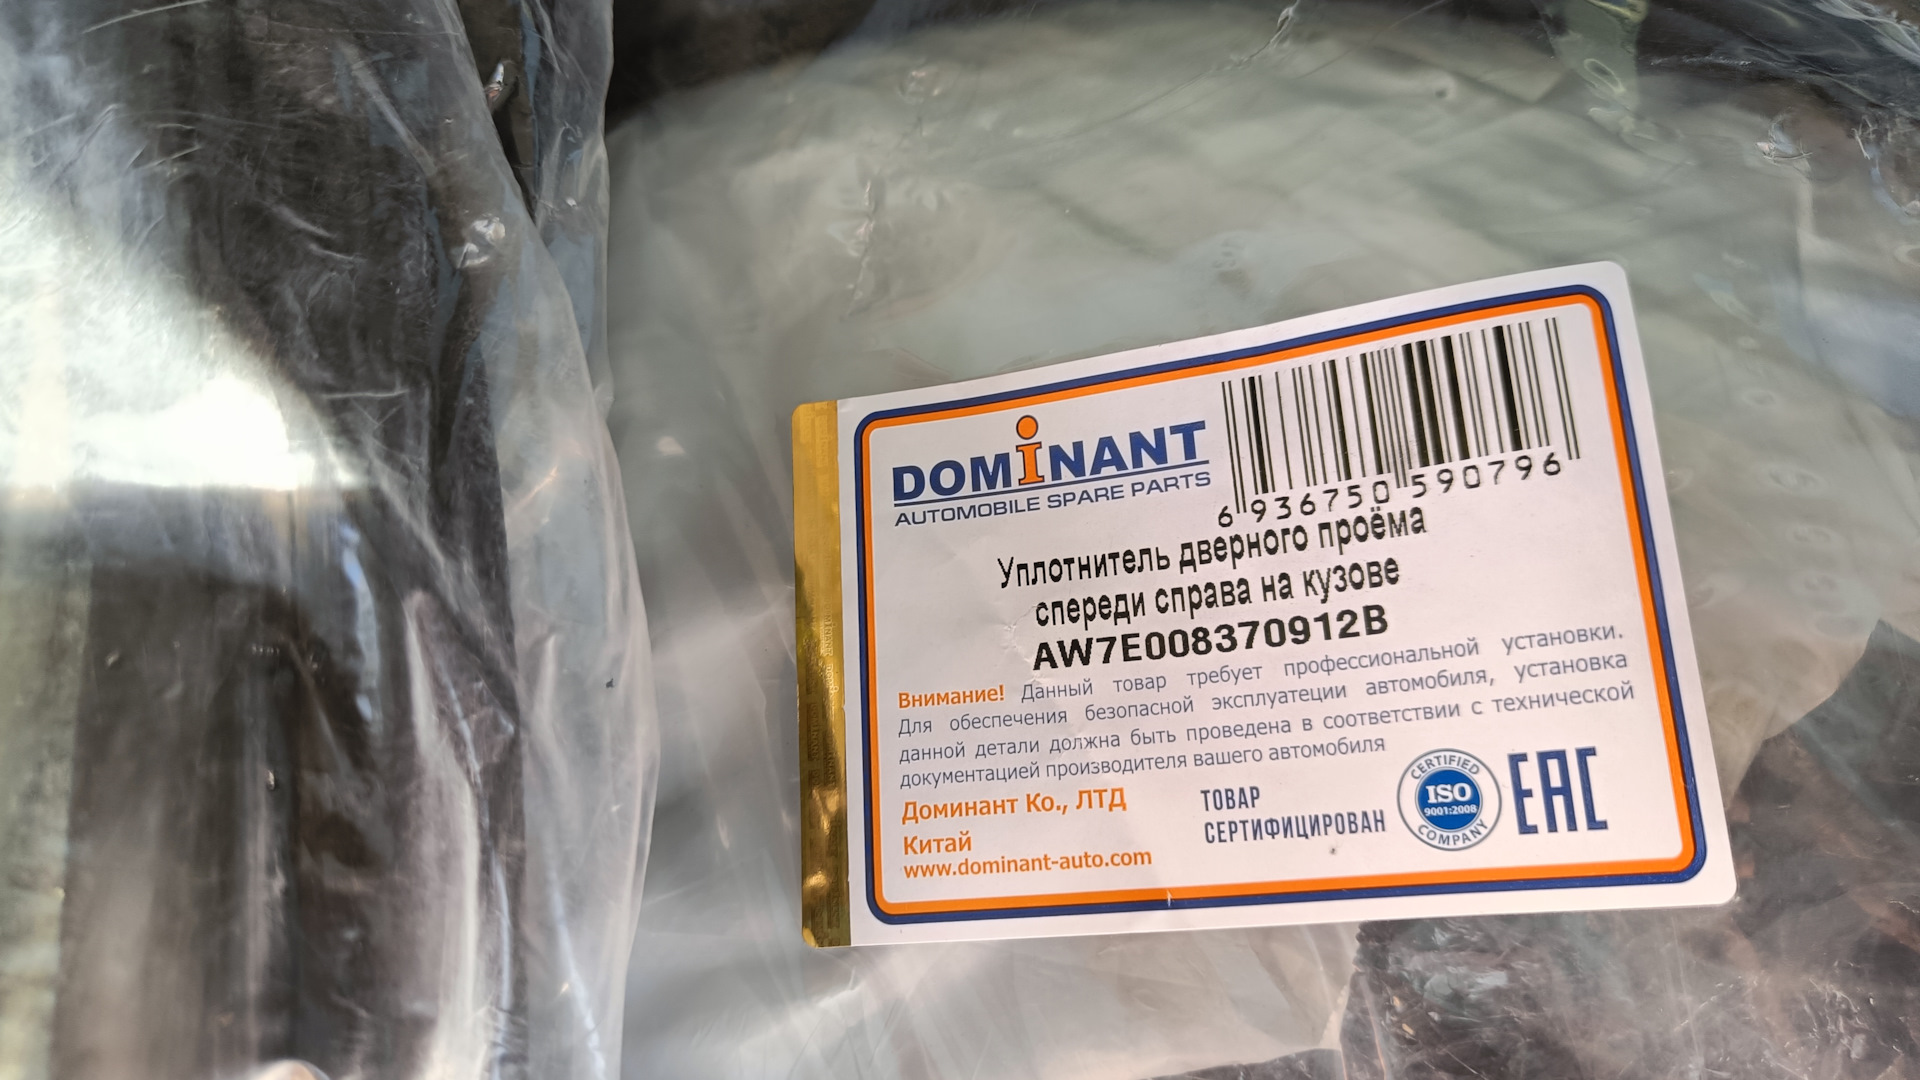 DOMiNANT
AUTOMOBILE SPARE PARTS
6 936750 590796
Уплотнитель дверного проёма
спереди справа на кузове
AW7E008370912B
Внимание! Данный товар требует профессиональной установки.
Для обеспечения безопасной эксплуатеции автомобиля, установка
данной детали должна быть проведена в соответствии с технической
документацией производителя вашего автомобиля
Доминант Ко., ЛТД
Китай
www.dominant-auto.com
ТОВАР
СЕРТИФИЦИРОВАН
CERTIFIED
ISO
9001:2008
COMPANY
EAC